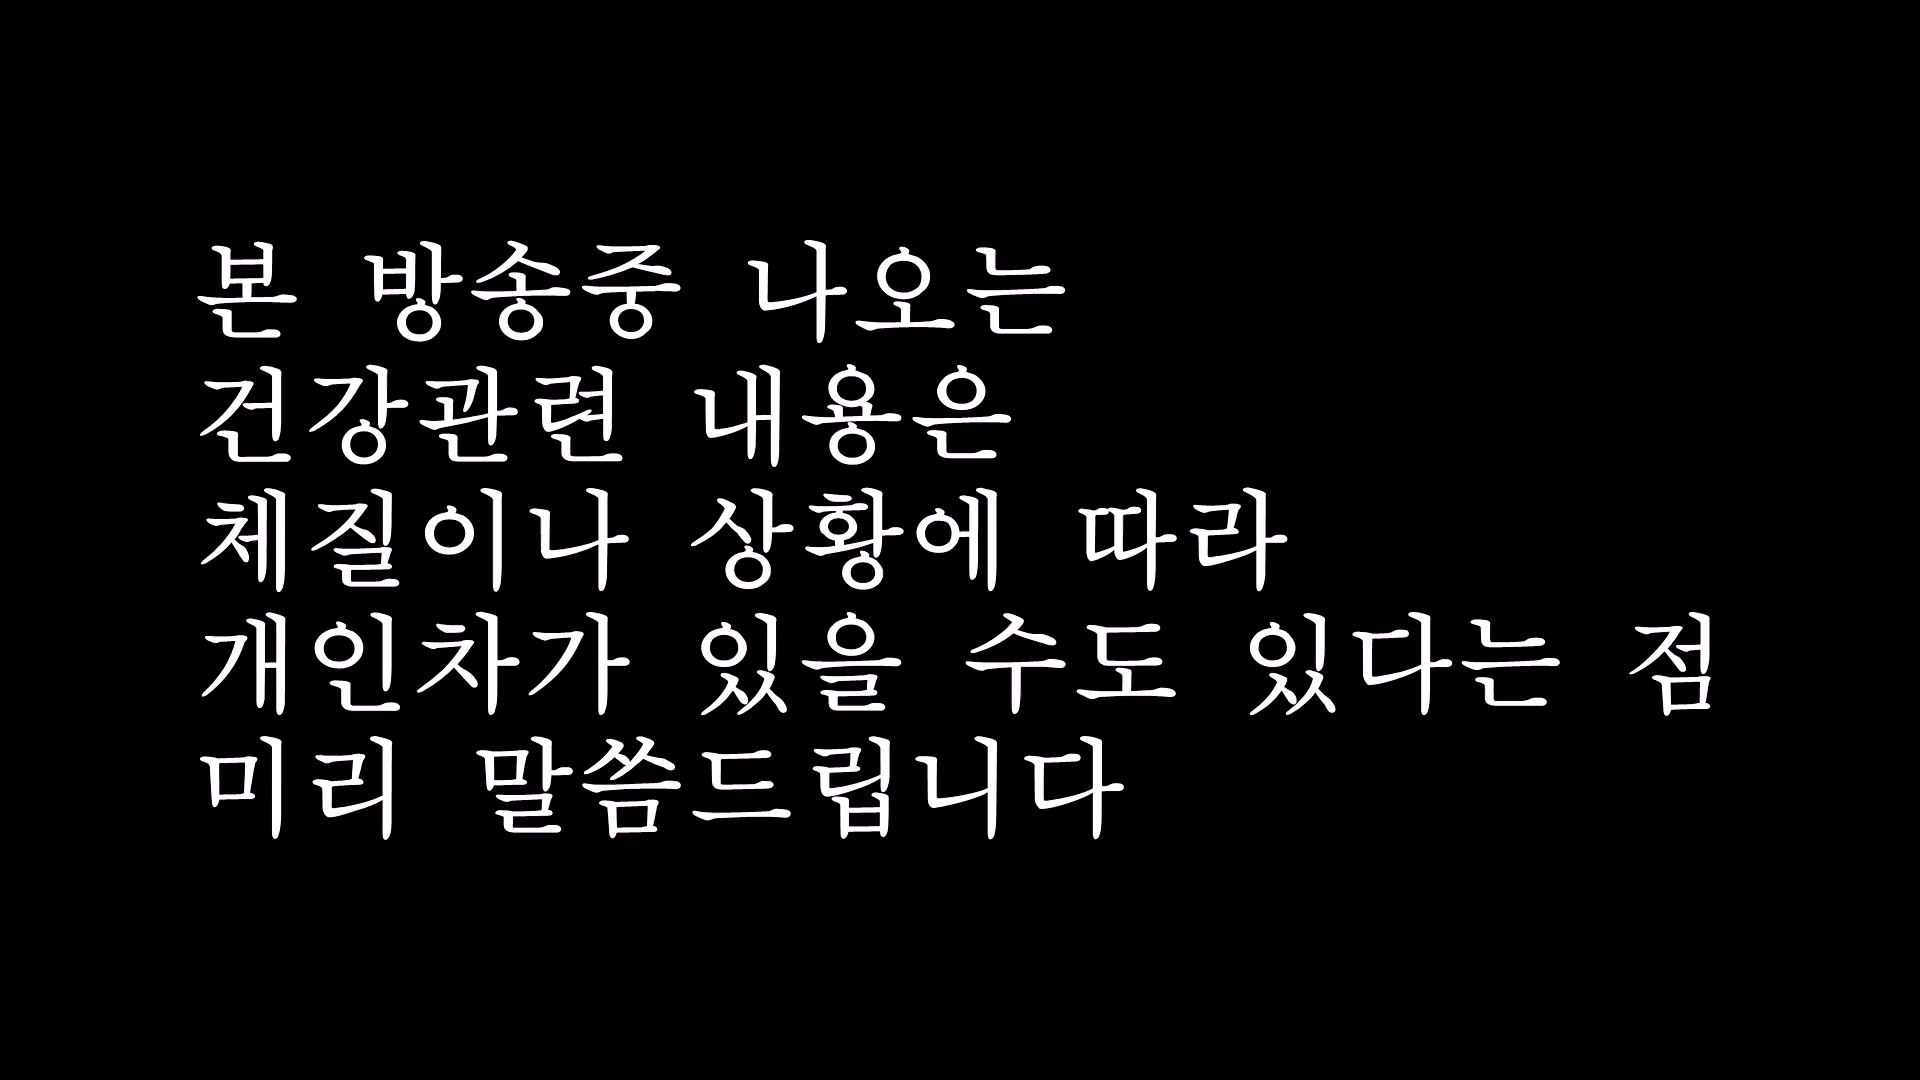 본 방송중 나오는
건강관련 내용은
체질이나 상황에 따라
개인차가 있을 수도 있다는 점
미리 말씀드립니다